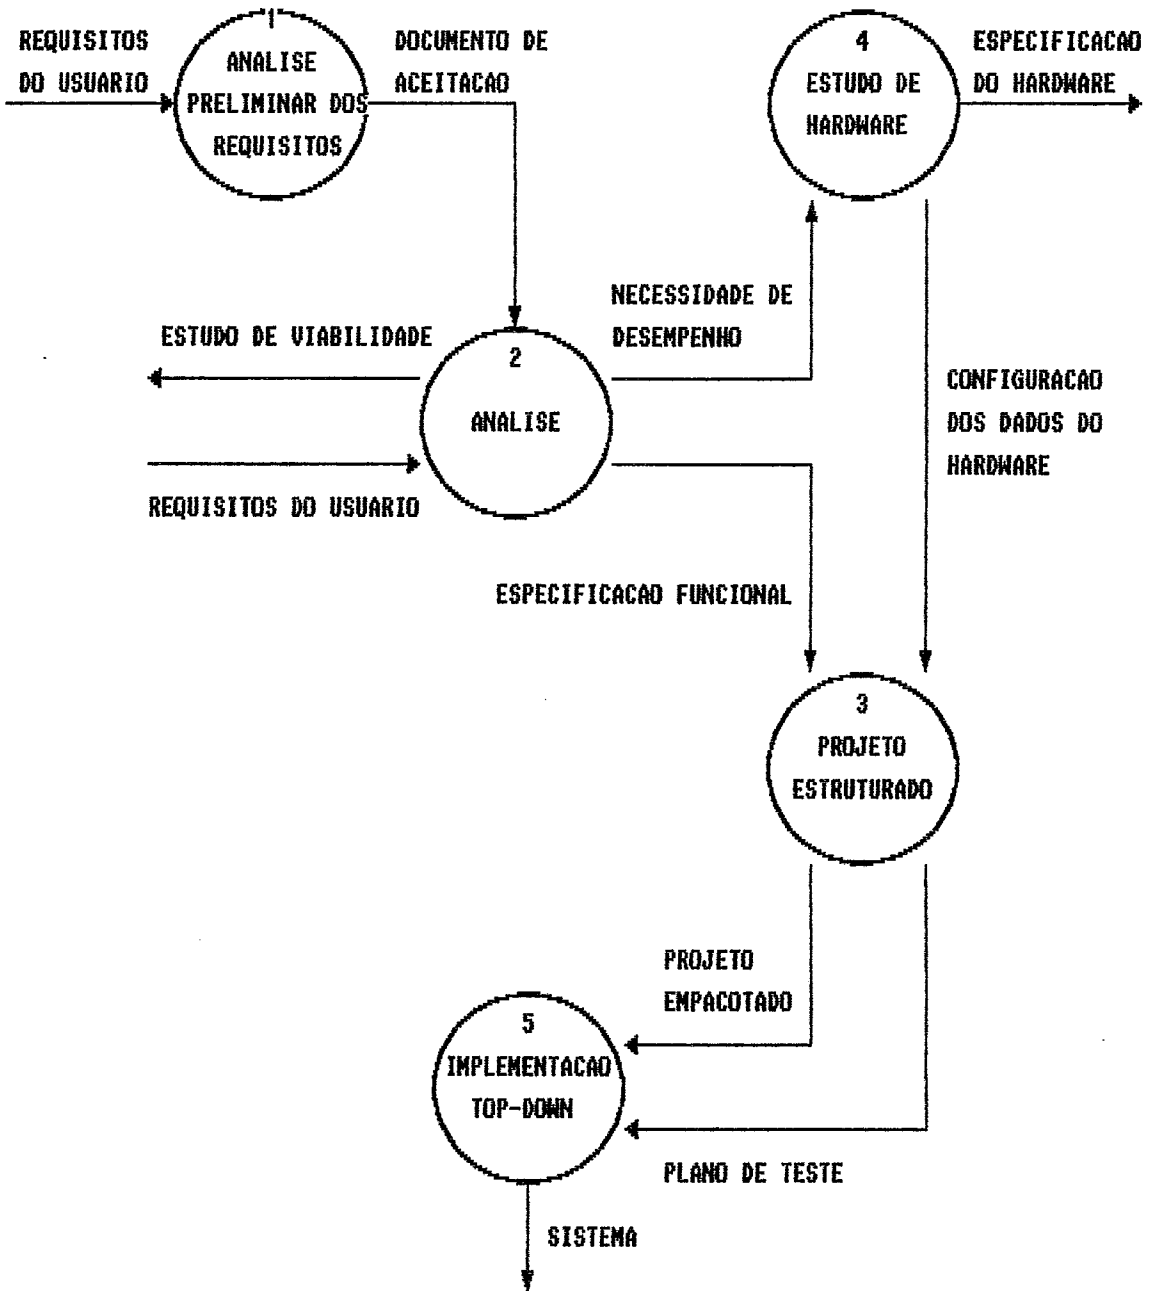 REQUISITOS
DO USUARIO
1
ANALISE
PRELIMINAR DOS
REQUISITOS
DOCUMENTO DE
ACEITACAO
4
ESTUDO DE
HARDWARE
ESPECIFICACAO
DO HARDWARE
NECESSIDADE DE
DESEMPENHO
ESTUDO DE VIABILIDADE
2
ANALISE
REQUISITOS DO USUARIO
CONFIGURACAO
DOS DADOS DO
HARDWARE
ESPECIFICACAO FUNCIONAL
3
PROJETO
ESTRUTURADO
PROJETO
EMPACOTADO
5
IMPLEMENTACAO
TOP-DOWN
PLANO DE TESTE
SISTEMA